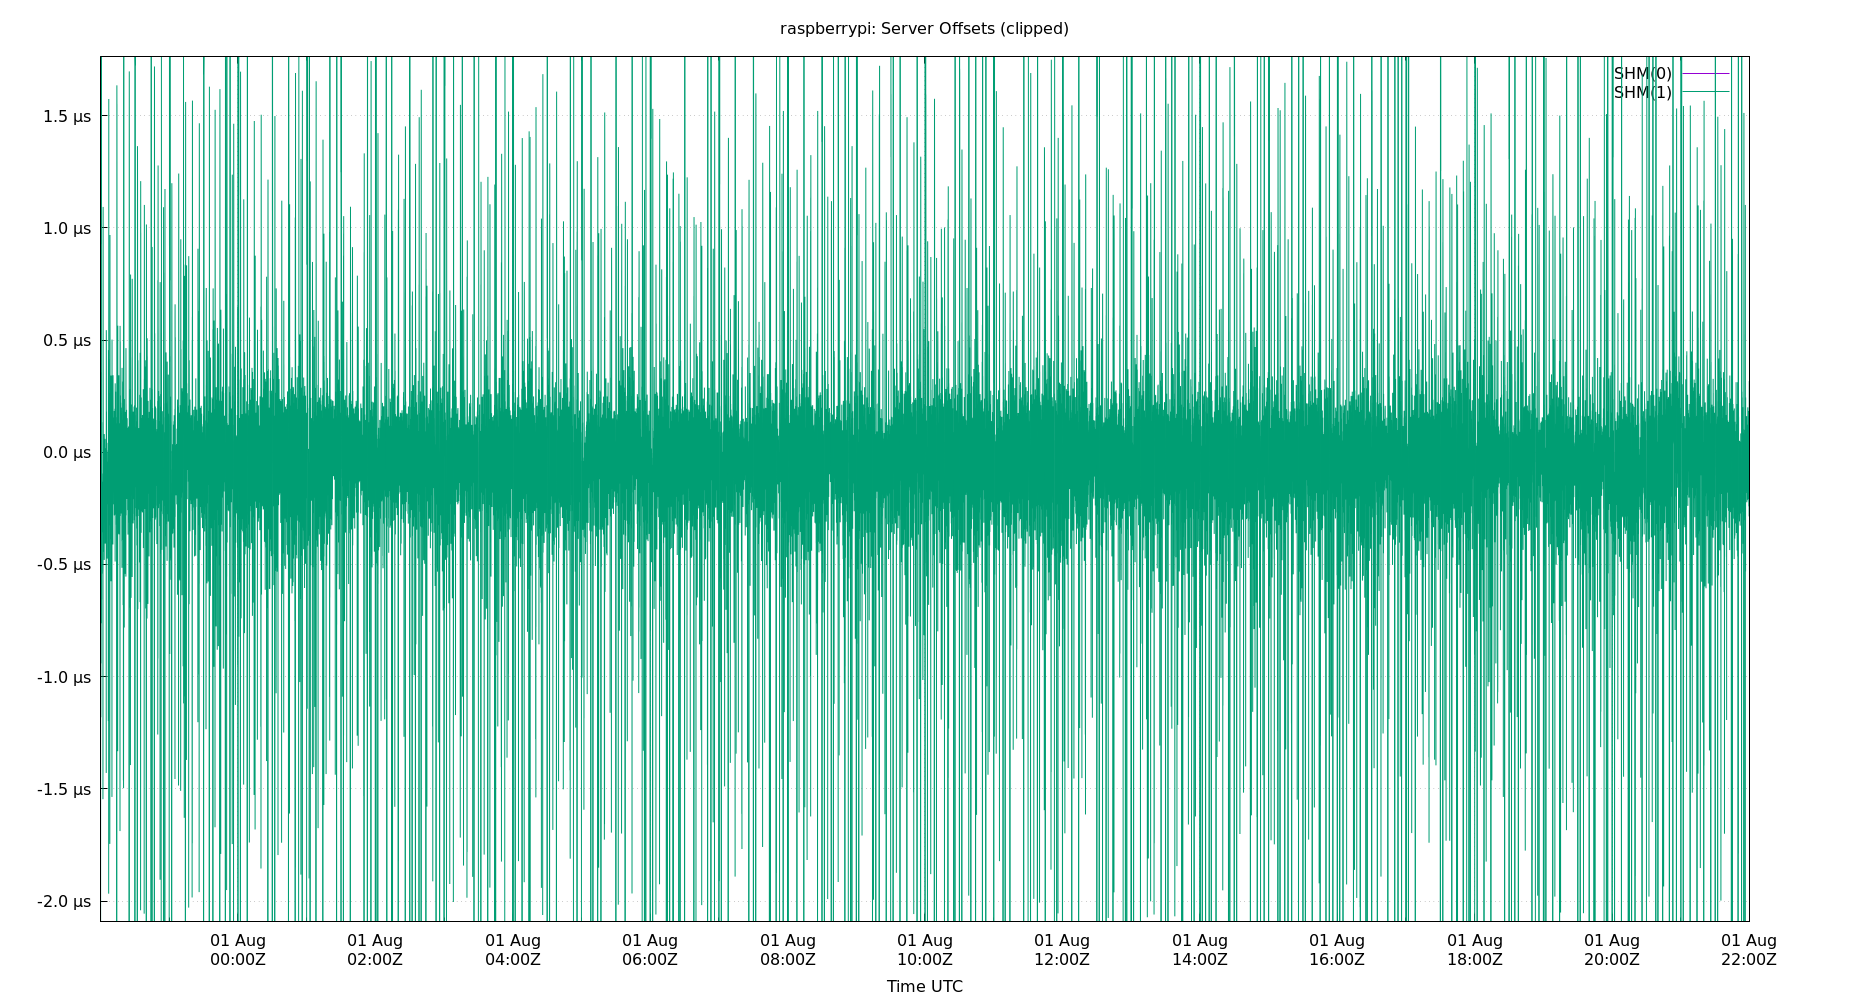 raspberrypi: Server Offsets (clipped)
SHM(0)
SHM(1)
1.5 µs
1.0 µs
0.5 µs
0.0 µs
-0.5 µs
-1.0 µs
-1.5 µs
-2.0 µs
01 Aug 01 Aug 01 Aug 01 Aug 01 Aug 01 Aug 01 Aug 01 Aug 01 Aug 01 Aug 01 Aug 01 Aug
00:00Z 02:00Z 04:00Z 06:00Z 08:00Z 10:00Z 12:00Z 14:00Z 16:00Z 18:00Z 20:00Z 22:00Z
Time UTC